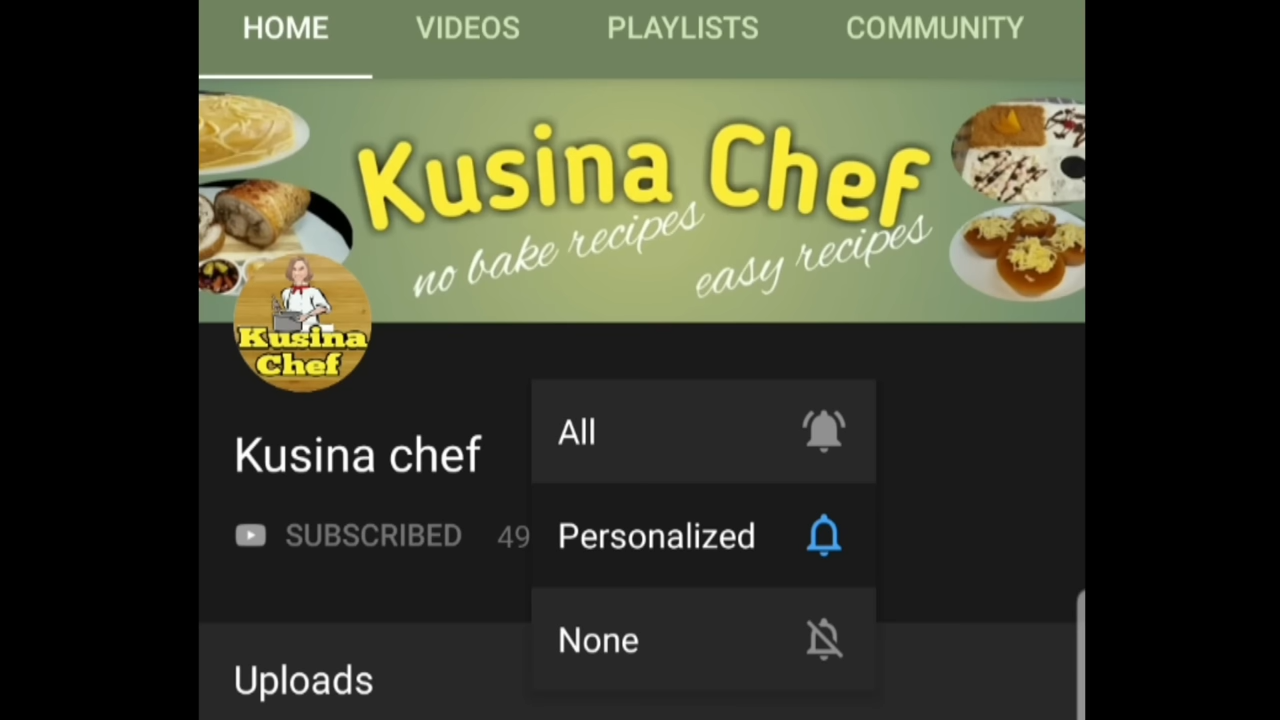 HOME VIDEOS PLAYLISTS COMMUNITY
Kusina Chef
no bake recipes
easy recipes
Kusina
Chef
Kusina chef
SUBSCRIBED 49
All
Personalized
None
Uploads